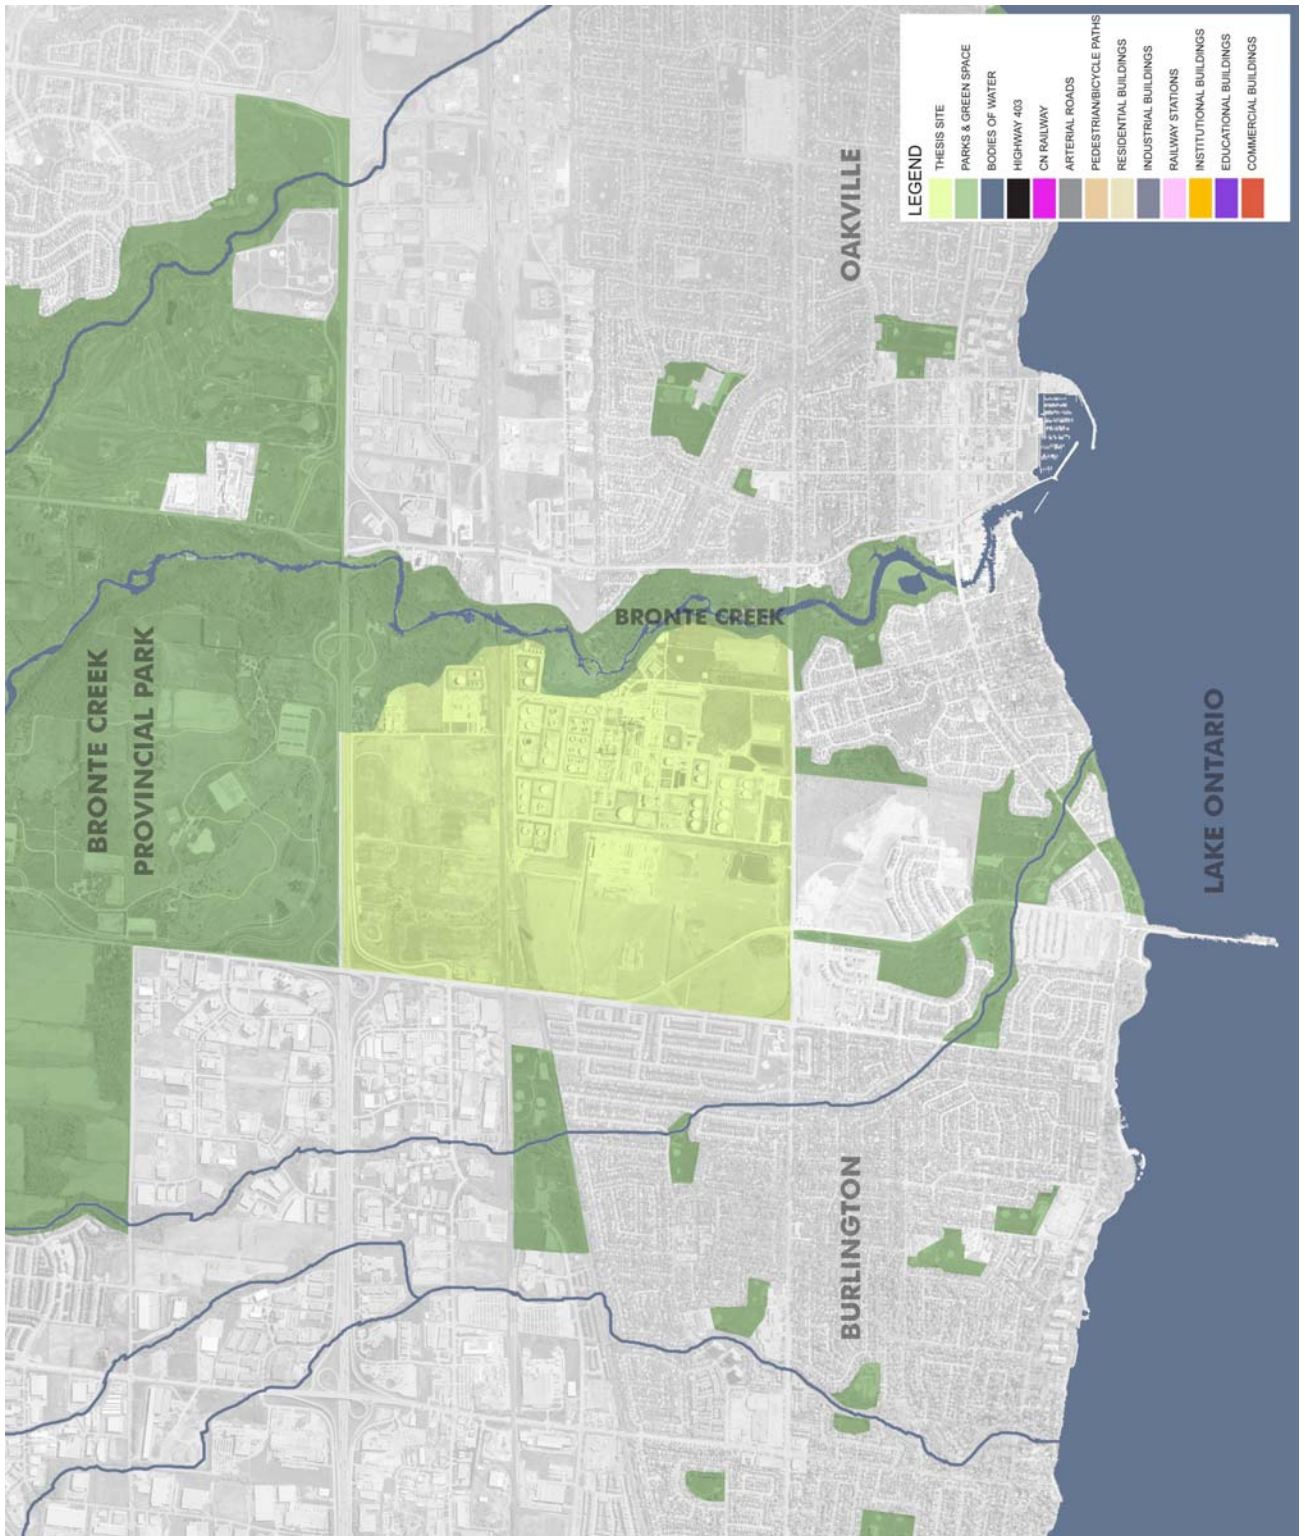 LEGEND
THESIS SITE
PARKS & GREEN SPACE
BODIES OF WATER
HIGHWAY 403
CN RAILWAY
ARTERIAL ROADS
PEDESTRIAN/BICYCLE PATHS
RESIDENTIAL BUILDINGS
INDUSTRIAL BUILDINGS
RAILWAY STATIONS
INSTITUTIONAL BUILDINGS
EDUCATIONAL BUILDINGS
COMMERCIAL BUILDINGS
BRONTE CREEK
PROVINCIAL PARK
BRONTE CREEK
OAKVILLE
BURLINGTON
LAKE ONTARIO